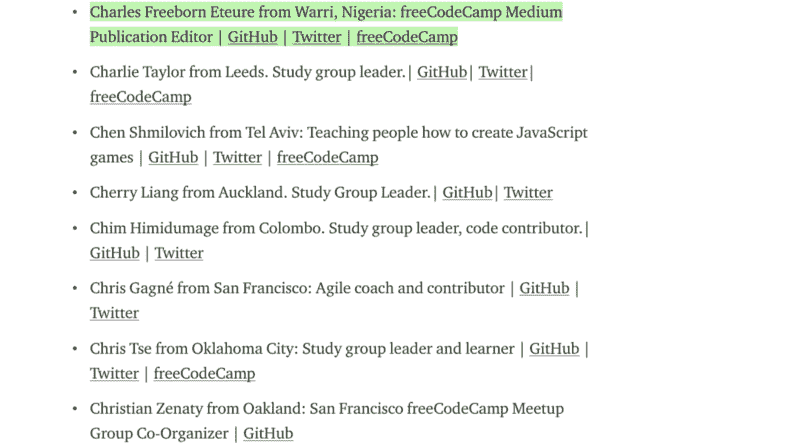 • Charles Freeborn Eteure from Warri, Nigeria: freeCodeCamp Medium
Publication Editor | GitHub | Twitter | freeCodeCamp
• Charlie Taylor from Leeds. Study group leader.| GitHub| Twitter|
freeCodeCamp
• Chen Shmilovich from Tel Aviv: Teaching people how to create JavaScript
games | GitHub | Twitter | freeCodeCamp
• Cherry Liang from Auckland. Study Group Leader.| GitHub| Twitter
• Chim Himidumage from Colombo. Study group leader, code contributor.|
GitHub | Twitter
• Chris Gagné from San Francisco: Agile coach and contributor | GitHub |
Twitter
• Chris Tse from Oklahoma City: Study group leader and learner | GitHub |
Twitter | freeCodeCamp
• Christian Zenaty from Oakland: San Francisco freeCodeCamp Meetup
Group Co-Organizer | GitHub